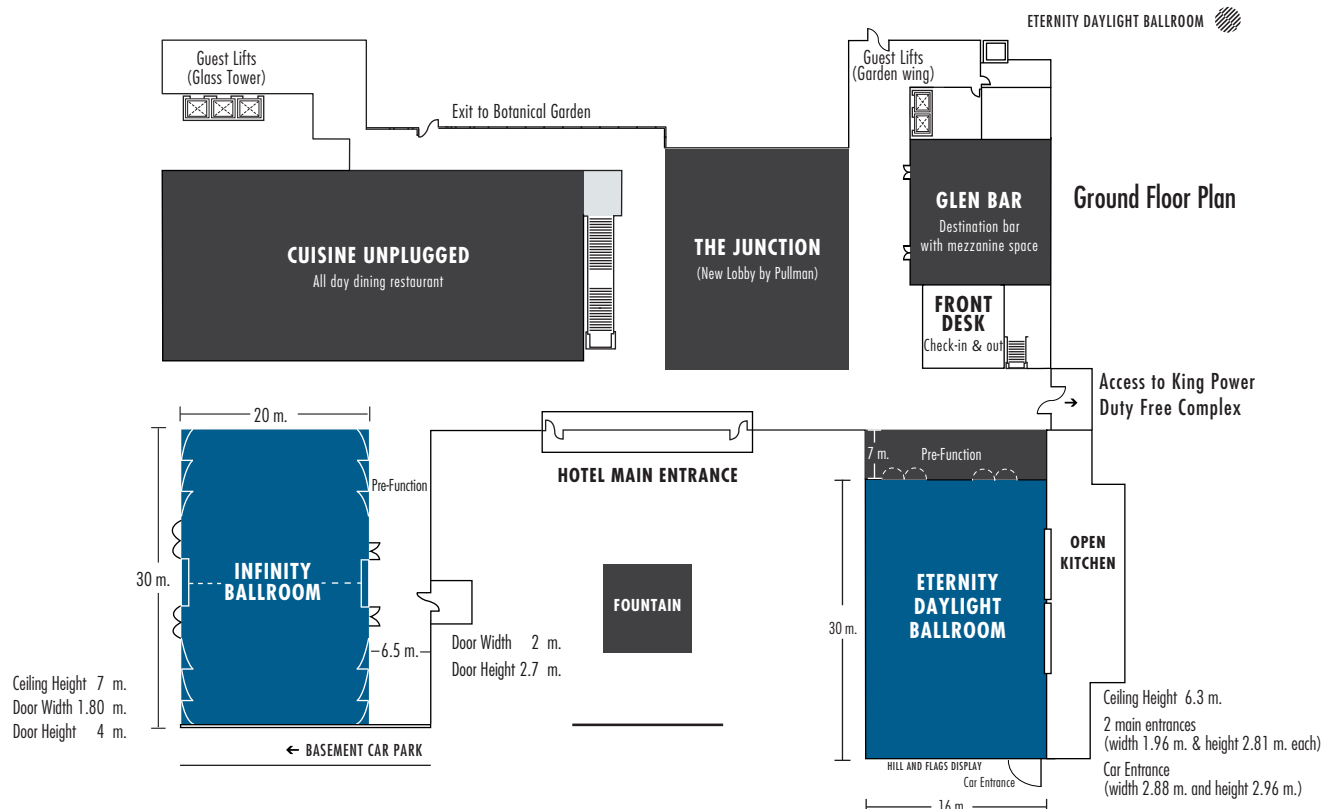 ETERNITY DAYLIGHT BALLROOM
Guest Lifts
(Glass Tower)
Guest Lifts
(Garden wing)
Exit to Botanical Garden
Ground Floor Plan
GLEN BAR
Destination bar
with mezzanine space
CUISINE UNPLUGGED
All day dining restaurant
THE JUNCTION
(New Lobby by Pullman)
FRONT
DESK
Check-in & out
Access to King Power
Duty Free Complex
20 m.
7 m.
Pre-Function
HOTEL MAIN ENTRANCE
Pre-Function
30 m.
INFINITY
BALLROOM
OPEN
KITCHEN
ETERNITY
DAYLIGHT
BALLROOM
FOUNTAIN
30 m.
6.5 m.
Door Width 2 m.
Door Height 2.7 m.
Ceiling Height 7 m.
Door Width 1.80 m.
Door Height 4 m.
Ceiling Height 6.3 m.
2 main entrances
(width 1.96 m. & height 2.81 m. each)
Car Entrance
(width 2.88 m. and height 2.96 m.)
← BASEMENT CAR PARK
HILL AND FLAGS DISPLAY
Car Entrance
16 m.